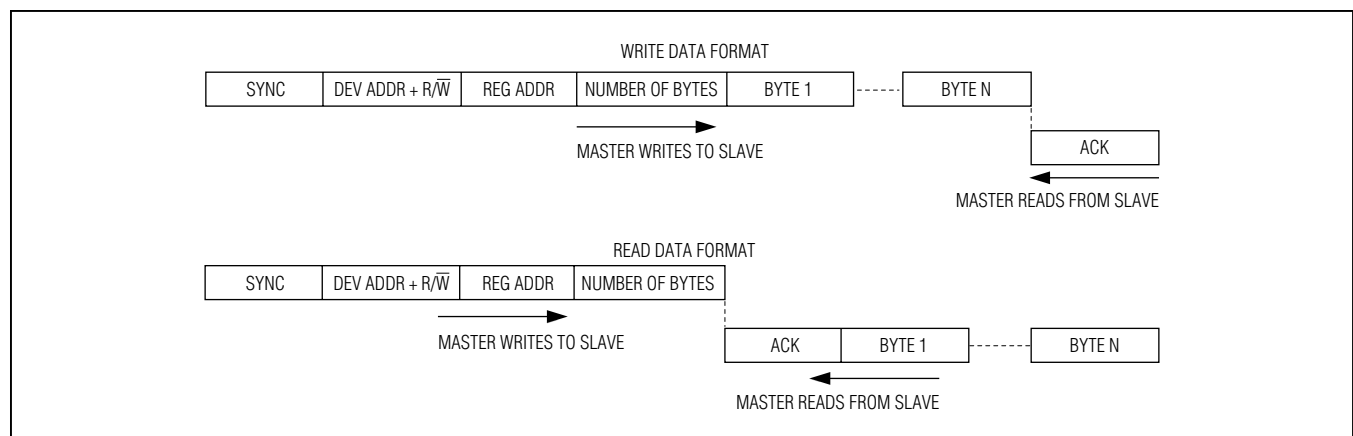 WRITE DATA FORMAT
SYNC DEV ADDR + R/W̅ REG ADDR NUMBER OF BYTES BYTE 1 BYTE N
MASTER WRITES TO SLAVE
ACK
MASTER READS FROM SLAVE
READ DATA FORMAT
SYNC DEV ADDR + R/W̅ REG ADDR NUMBER OF BYTES
MASTER WRITES TO SLAVE
ACK BYTE 1 BYTE N
MASTER READS FROM SLAVE